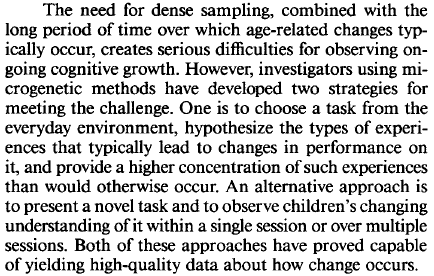 The need for dense sampling, combined with the
long period of time over which age-related changes typ-
ically occur, creates serious difficulties for observing on-
going cognitive growth. However, investigators using mi-
crogenetic methods have developed two strategies for
meeting the challenge. One is to choose a task from the
everyday environment, hypothesize the types of experi-
ences that typically lead to changes in performance on
it, and provide a higher concentration of such experiences
than would otherwise occur. An alternative approach is
to present a novel task and to observe children's changing
understanding of it within a single session or over multiple
sessions. Both of these approaches have proved capable
of yielding high-quality data about how change occurs.